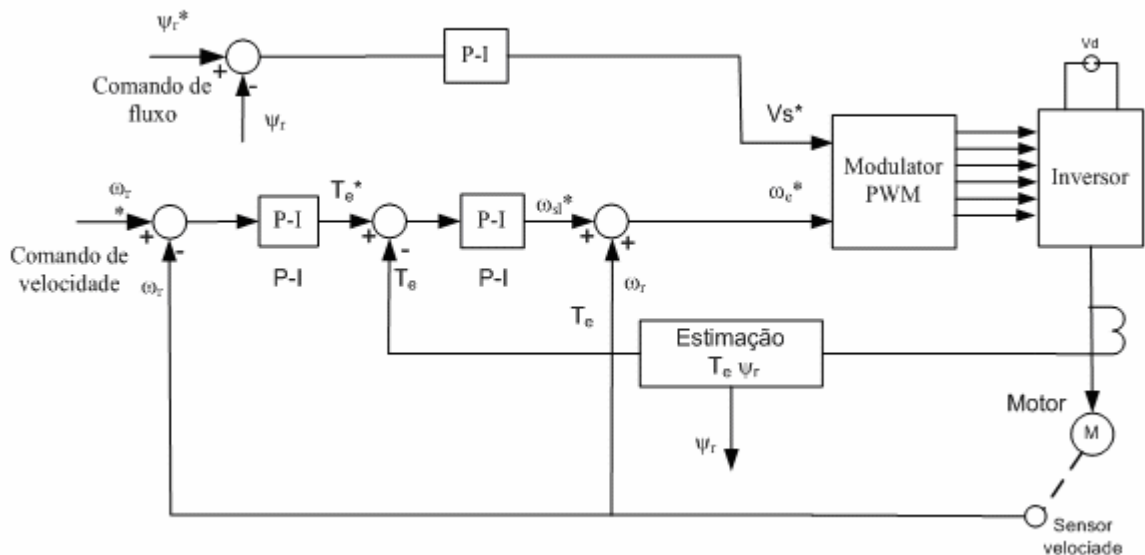 ψr*
P-I
Vd
Comando de
fluxo
ψr
Vs*
Modulator
PWM
Inversor
ωr
*
P-I
Te*
P-I
ωsl*
ωe*
Comando de
velocidade
ωr
P-I
Te
P-I
ωr
Te
Estimação
Te ψr
ψr
Motor
M
Sensor
velociade
+
-
+
-
+
-
+
+